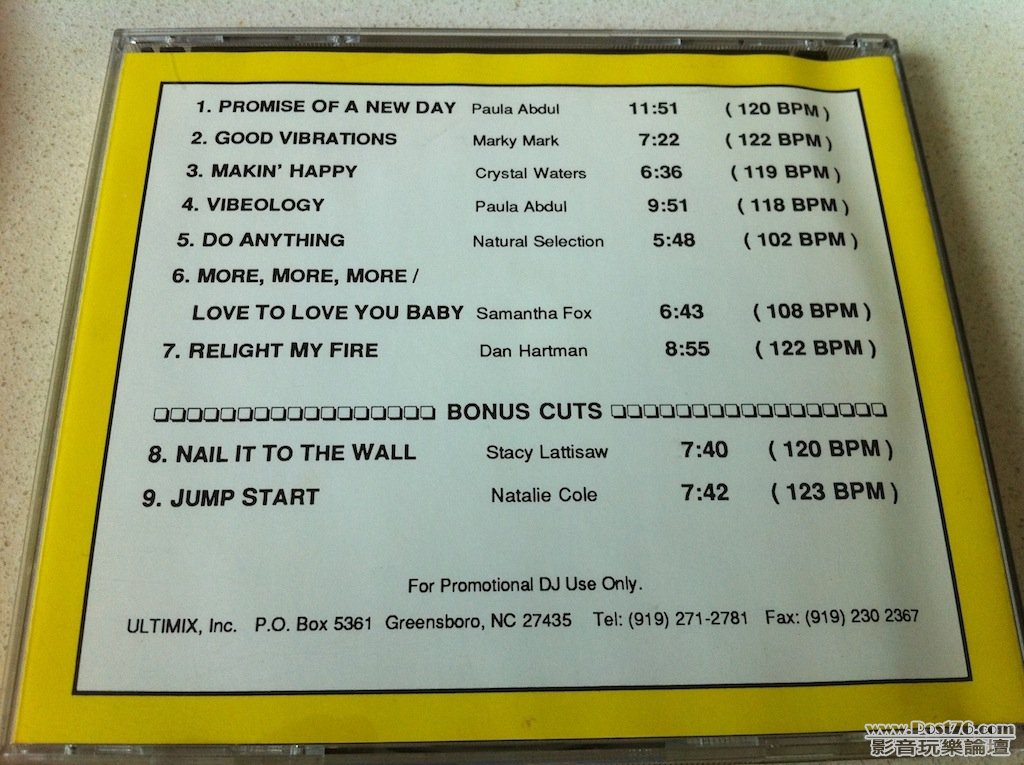 1. PROMISE OF A NEW DAY Paula Abdul 11:51 ( 120 BPM )
2. GOOD VIBRATIONS Marky Mark 7:22 ( 122 BPM )
3. MAKIN' HAPPY Crystal Waters 6:36 ( 119 BPM )
4. VIBEOLOGY Paula Abdul 9:51 ( 118 BPM )
5. DO ANYTHING Natural Selection 5:48 ( 102 BPM )
6. MORE, MORE, MORE /
LOVE TO LOVE YOU BABY Samantha Fox 6:43 ( 108 BPM )
7. RELIGHT MY FIRE Dan Hartman 8:55 ( 122 BPM )
BONUS CUTS
8. NAIL IT TO THE WALL Stacy Lattisaw 7:40 ( 120 BPM )
9. JUMP START Natalie Cole 7:42 ( 123 BPM )
For Promotional DJ Use Only.
ULTIMIX, Inc. P.O. Box 5361 Greensboro, NC 27435 Tel: (919) 271-2781 Fax: (919) 230 2367
www.Post76.com
影音玩樂論壇